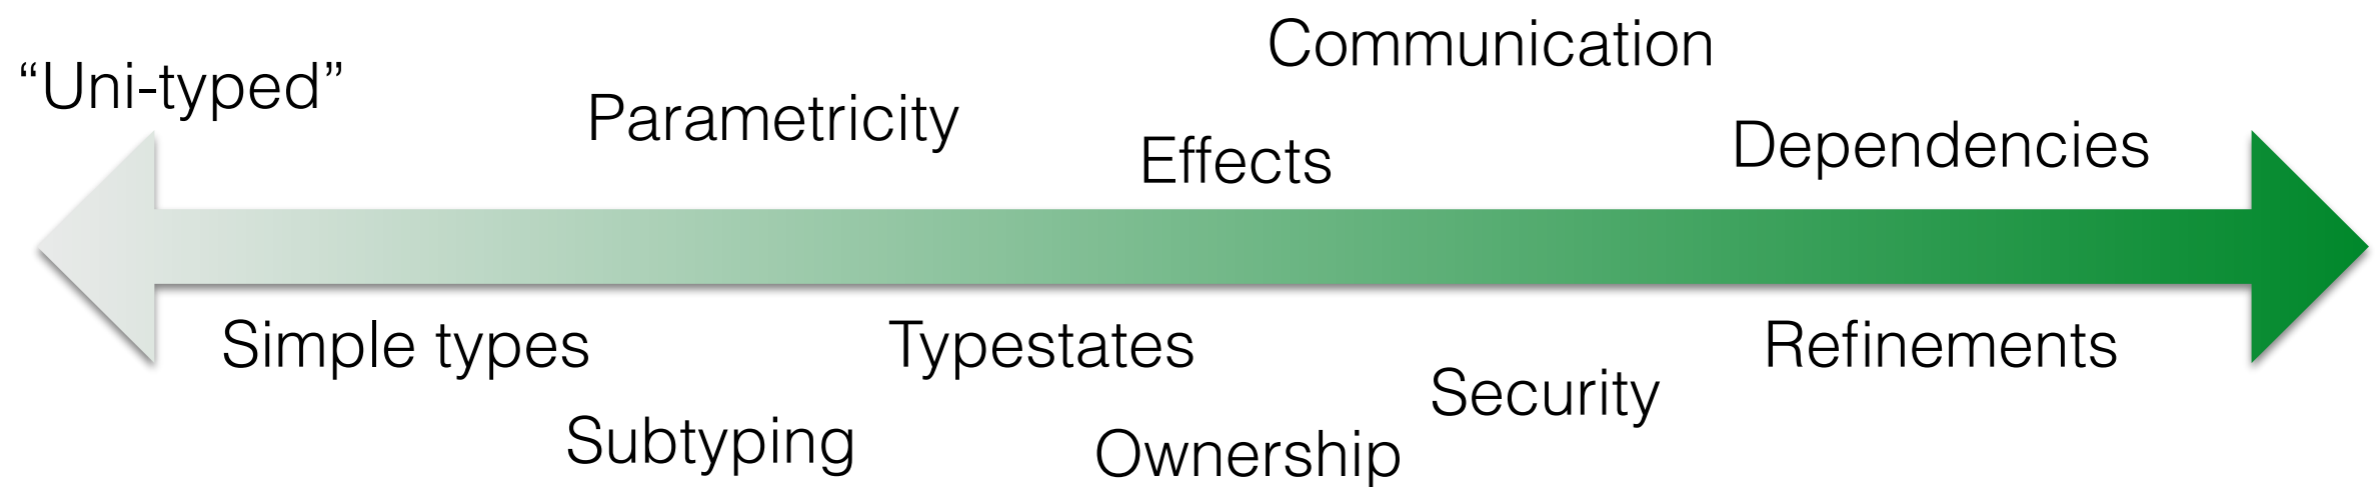 Communication
“Uni-typed”
Parametricity
Effects
Dependencies
Simple types
Typestates
Refinements
Security
Subtyping
Ownership